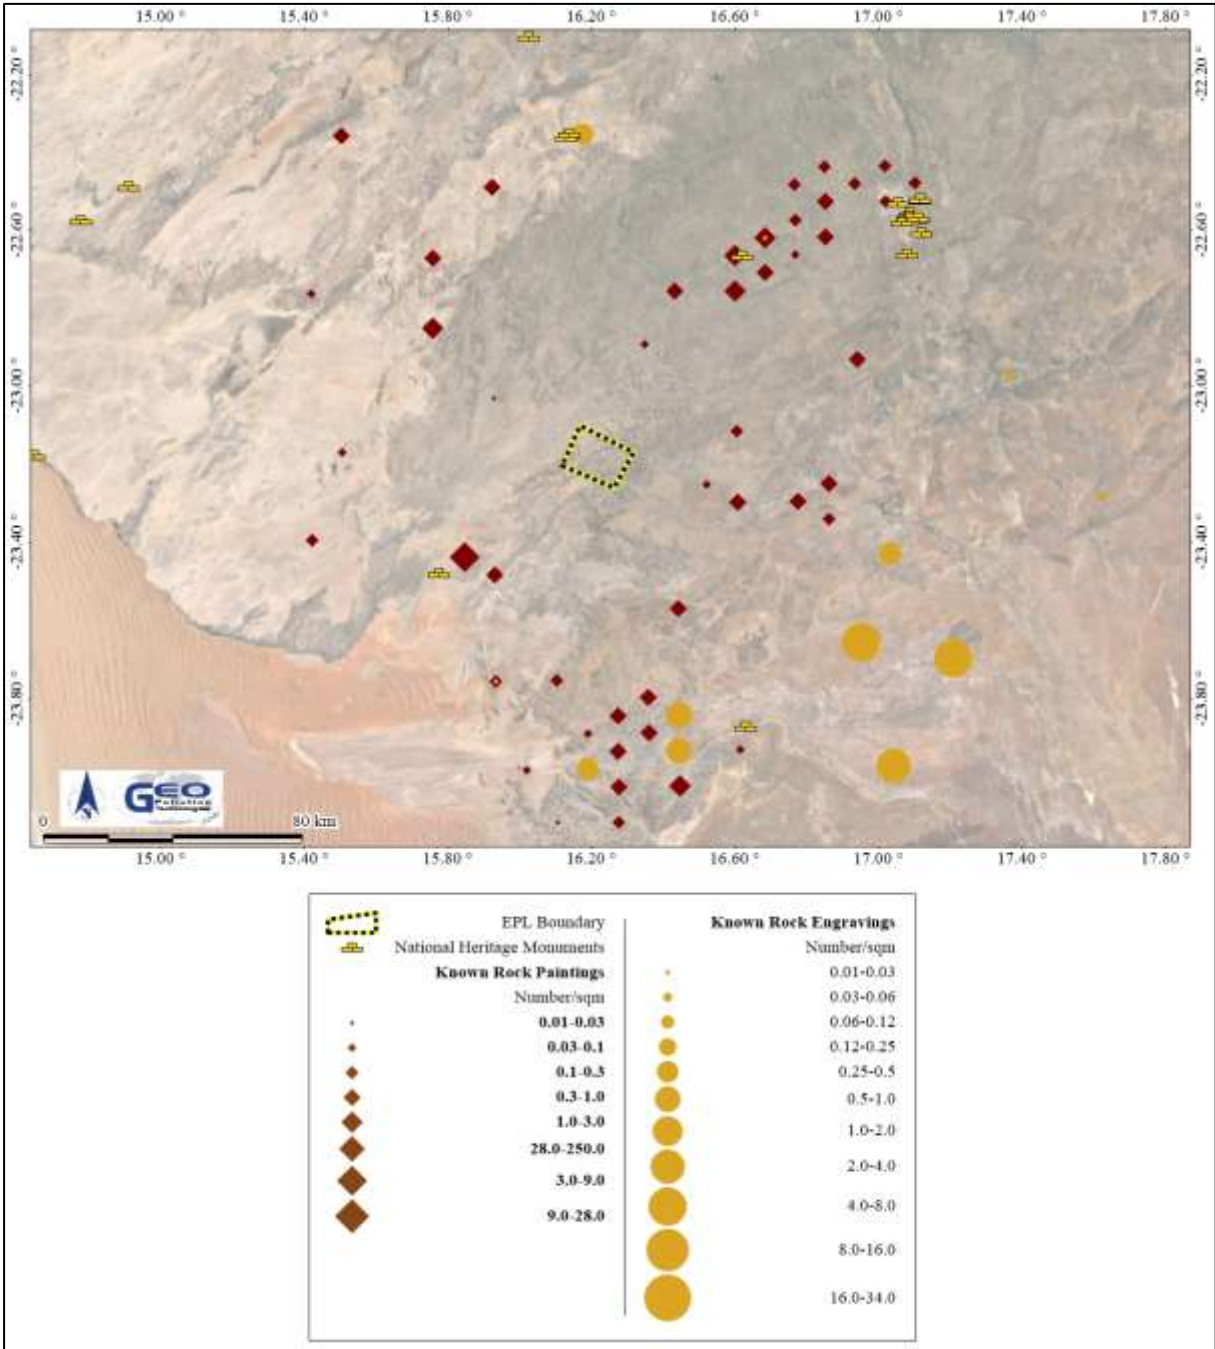 15.00 ° 15.40 ° 15.80 ° 16.20 ° 16.60 ° 17.00 ° 17.40 ° 17.80 °
-22.20 ° -22.20 °
-22.60 ° -22.60 °
-23.00 ° -23.00 °
-23.40 ° -23.40 °
-23.80 ° -23.80 °
GEO
0 80 km
15.00 ° 15.40 ° 15.80 ° 16.20 ° 16.60 ° 17.00 ° 17.40 ° 17.80 °
EPL Boundary
National Heritage Monuments
Known Rock Paintings
Number/sqm
0.01-0.03
0.03-0.1
0.1-0.3
0.3-1.0
1.0-3.0
28.0-250.0
3.0-9.0
9.0-28.0
Known Rock Engravings
Number/sqm
0.01-0.03
0.03-0.06
0.06-0.12
0.12-0.25
0.25-0.5
0.5-1.0
1.0-2.0
2.0-4.0
4.0-8.0
8.0-16.0
16.0-34.0